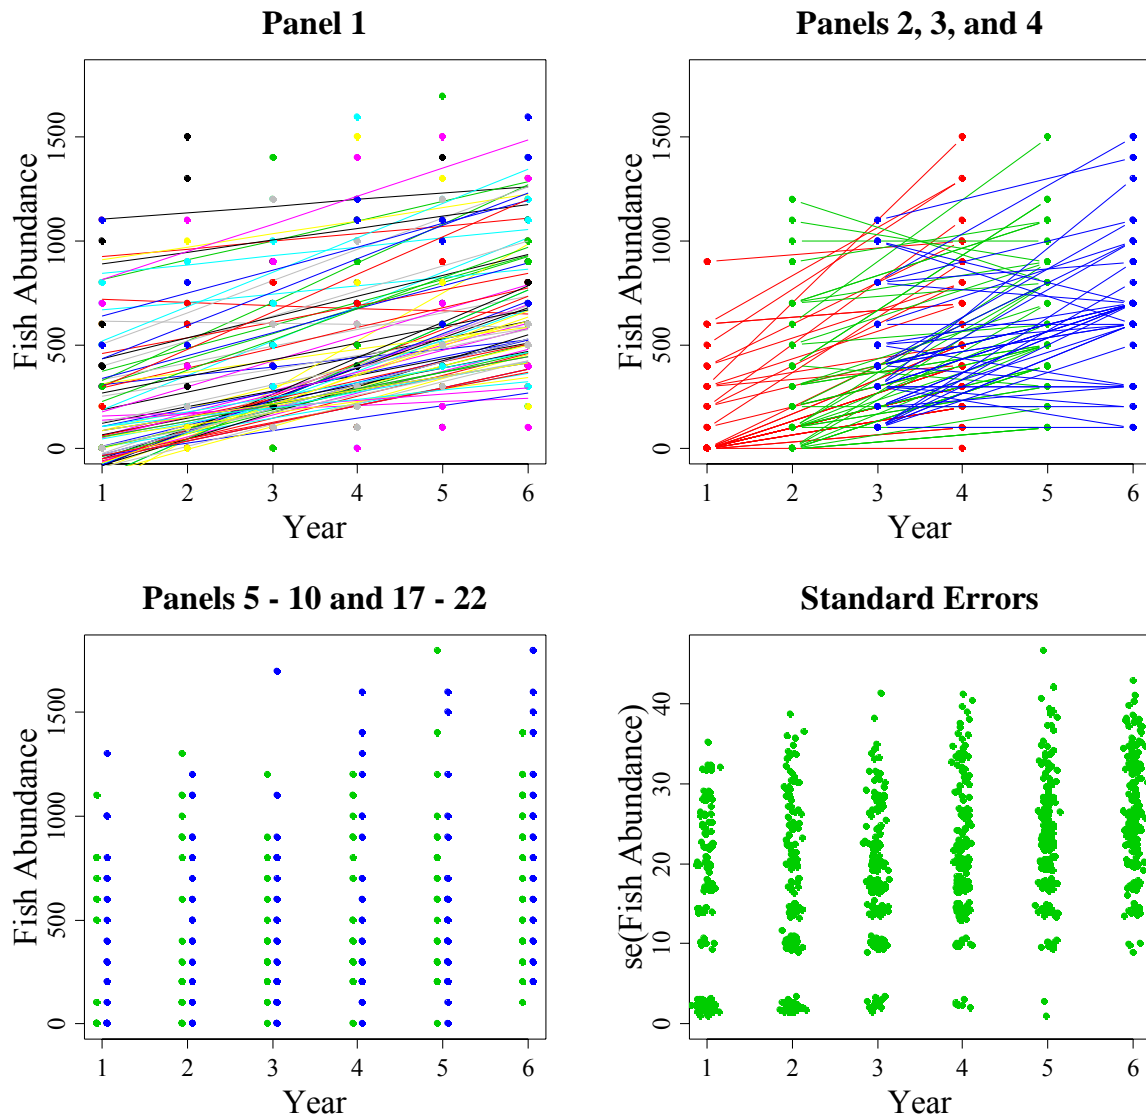 Panel 1
Fish Abundance
1500
1000
500
0
1 2 3 4 5 6
Year
Panels 2, 3, and 4
Fish Abundance
1500
1000
500
0
1 2 3 4 5 6
Year
Panels 5 - 10 and 17 - 22
Fish Abundance
1500
1000
500
0
1 2 3 4 5 6
Year
Standard Errors
se(Fish Abundance)
40
30
20
10
0
1 2 3 4 5 6
Year